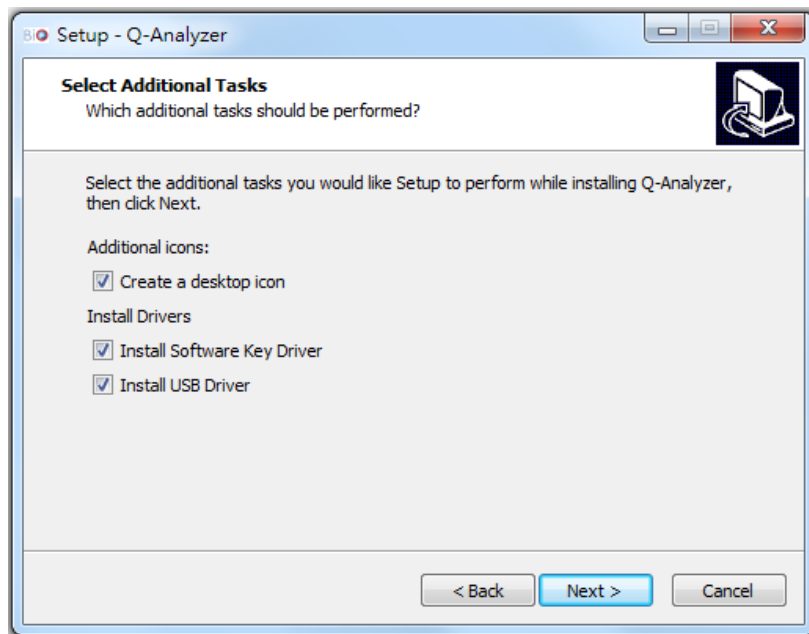 BIO Setup - Q-Analyzer
Select Additional Tasks
Which additional tasks should be performed?
Select the additional tasks you would like Setup to perform while installing Q-Analyzer,
then click Next.
Additional icons:
Create a desktop icon
Install Drivers
Install Software Key Driver
Install USB Driver
< Back Next > Cancel